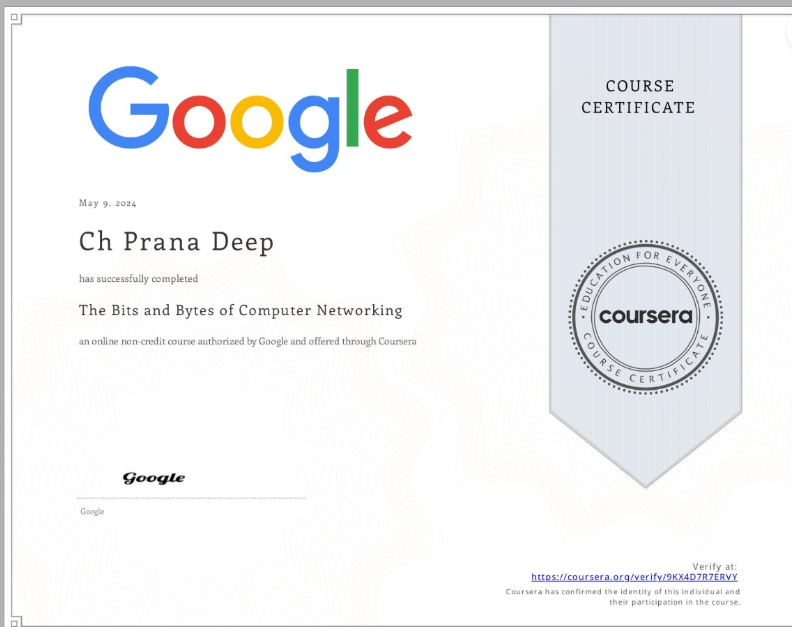 Google
COURSE
CERTIFICATE
May 9, 2024
Ch Prana Deep
has successfully completed
The Bits and Bytes of Computer Networking
an online non-credit course authorized by Google and offered through Coursera
EDUCATION FOR EVERYONE
coursera
COURSE CERTIFICATE
Google
Google
Verify at:
https://coursera.org/verify/9KX4D7R7ERVY
Coursera has confirmed the identity of this individual and
their participation in the course.